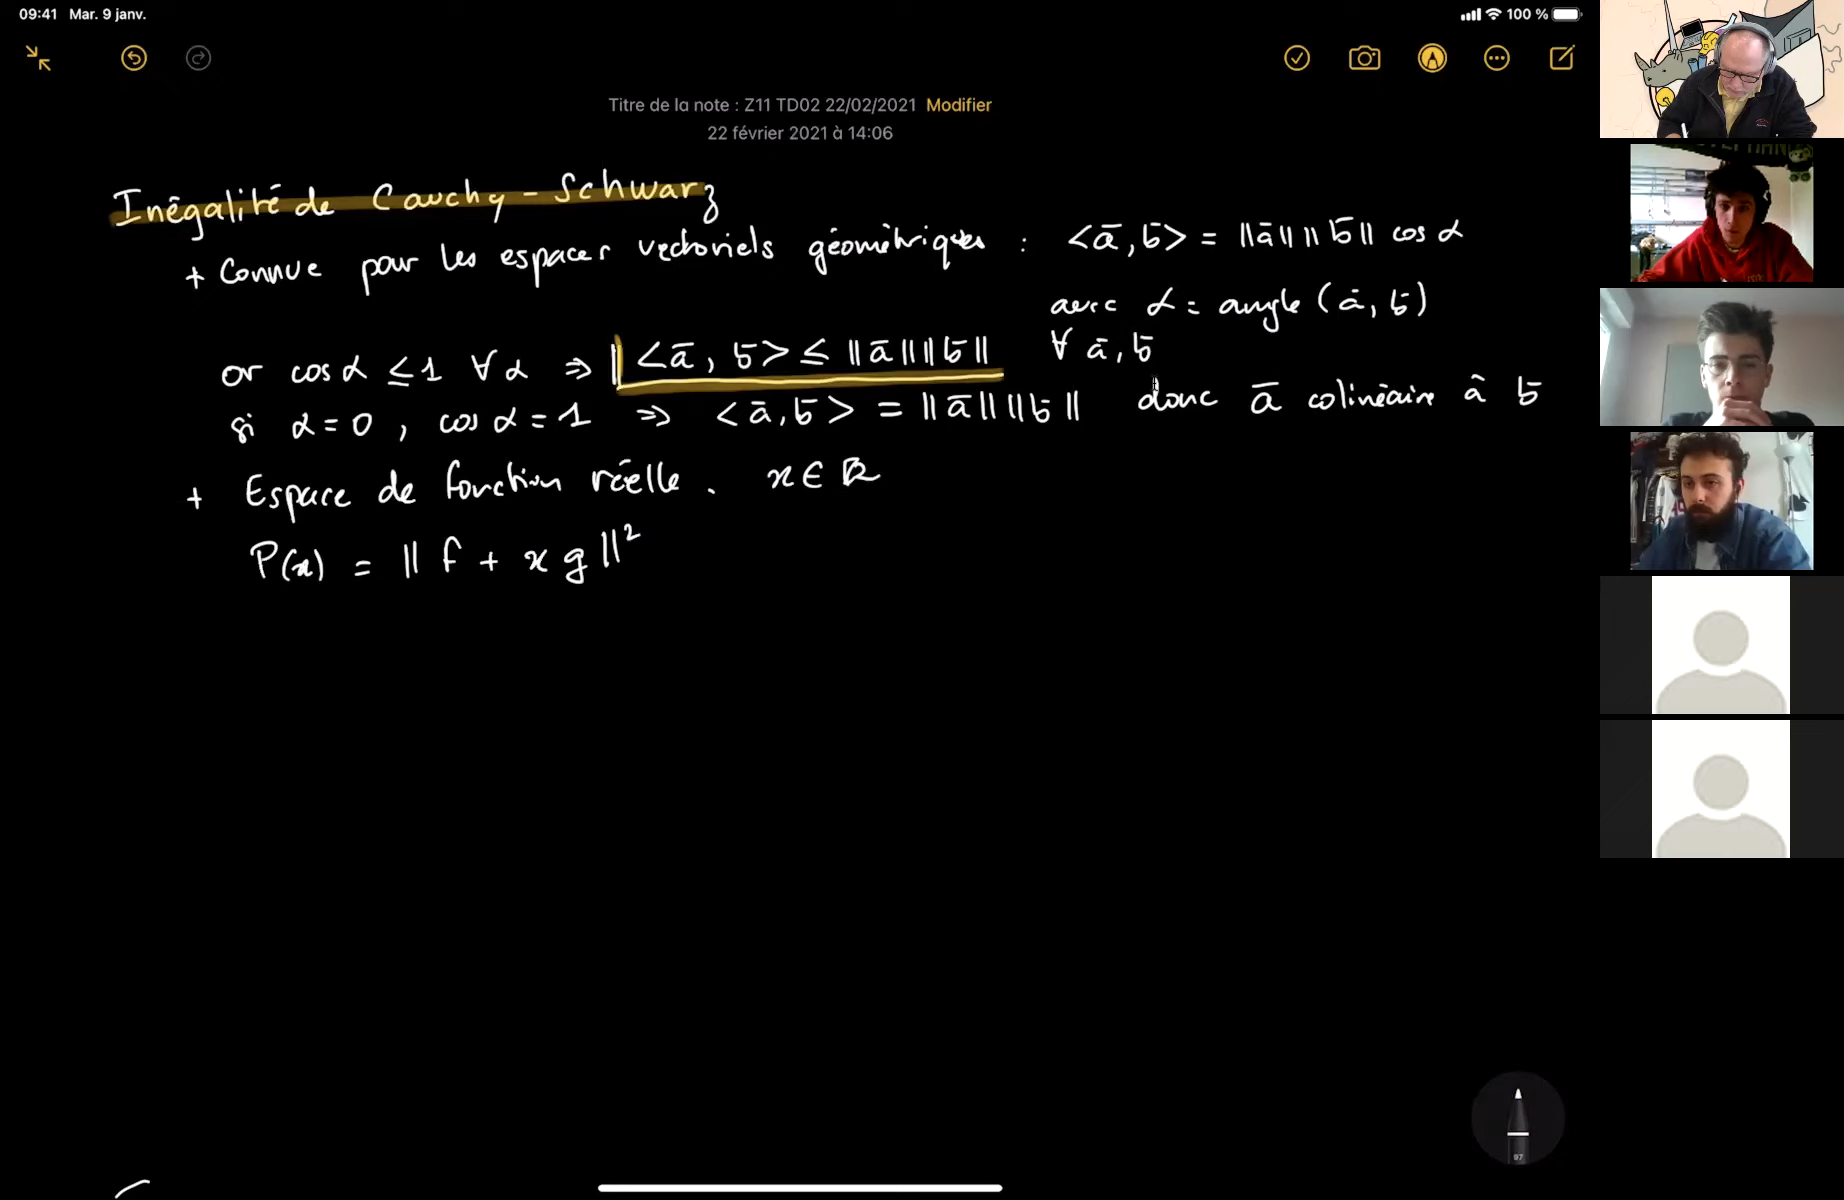 09:41 Mar. 9 janv. 100 %
Titre de la note : Z11 TD02 22/02/2021 Modifier
22 février 2021 à 14:06
Inégalité de Cauchy - Schwarz
+ Connue pour les espaces vectoriels géométriques : <ā, b̄> = ||ā|| || b̄ || cos α
avec α = angle (ā, b̄)
or cos α ≤ 1 ∀ α ⇒ || <ā, b̄> ≤ ||ā|| ||b̄|| ∀ ā, b̄
si α = 0, cos α = 1 ⇒ <ā, b̄> = ||ā|| ||b̄|| donc ā colinéaire à b̄
+ Espace de fonction réelle. x ∈ ℝ
P(x) = || f + x g ||²
97